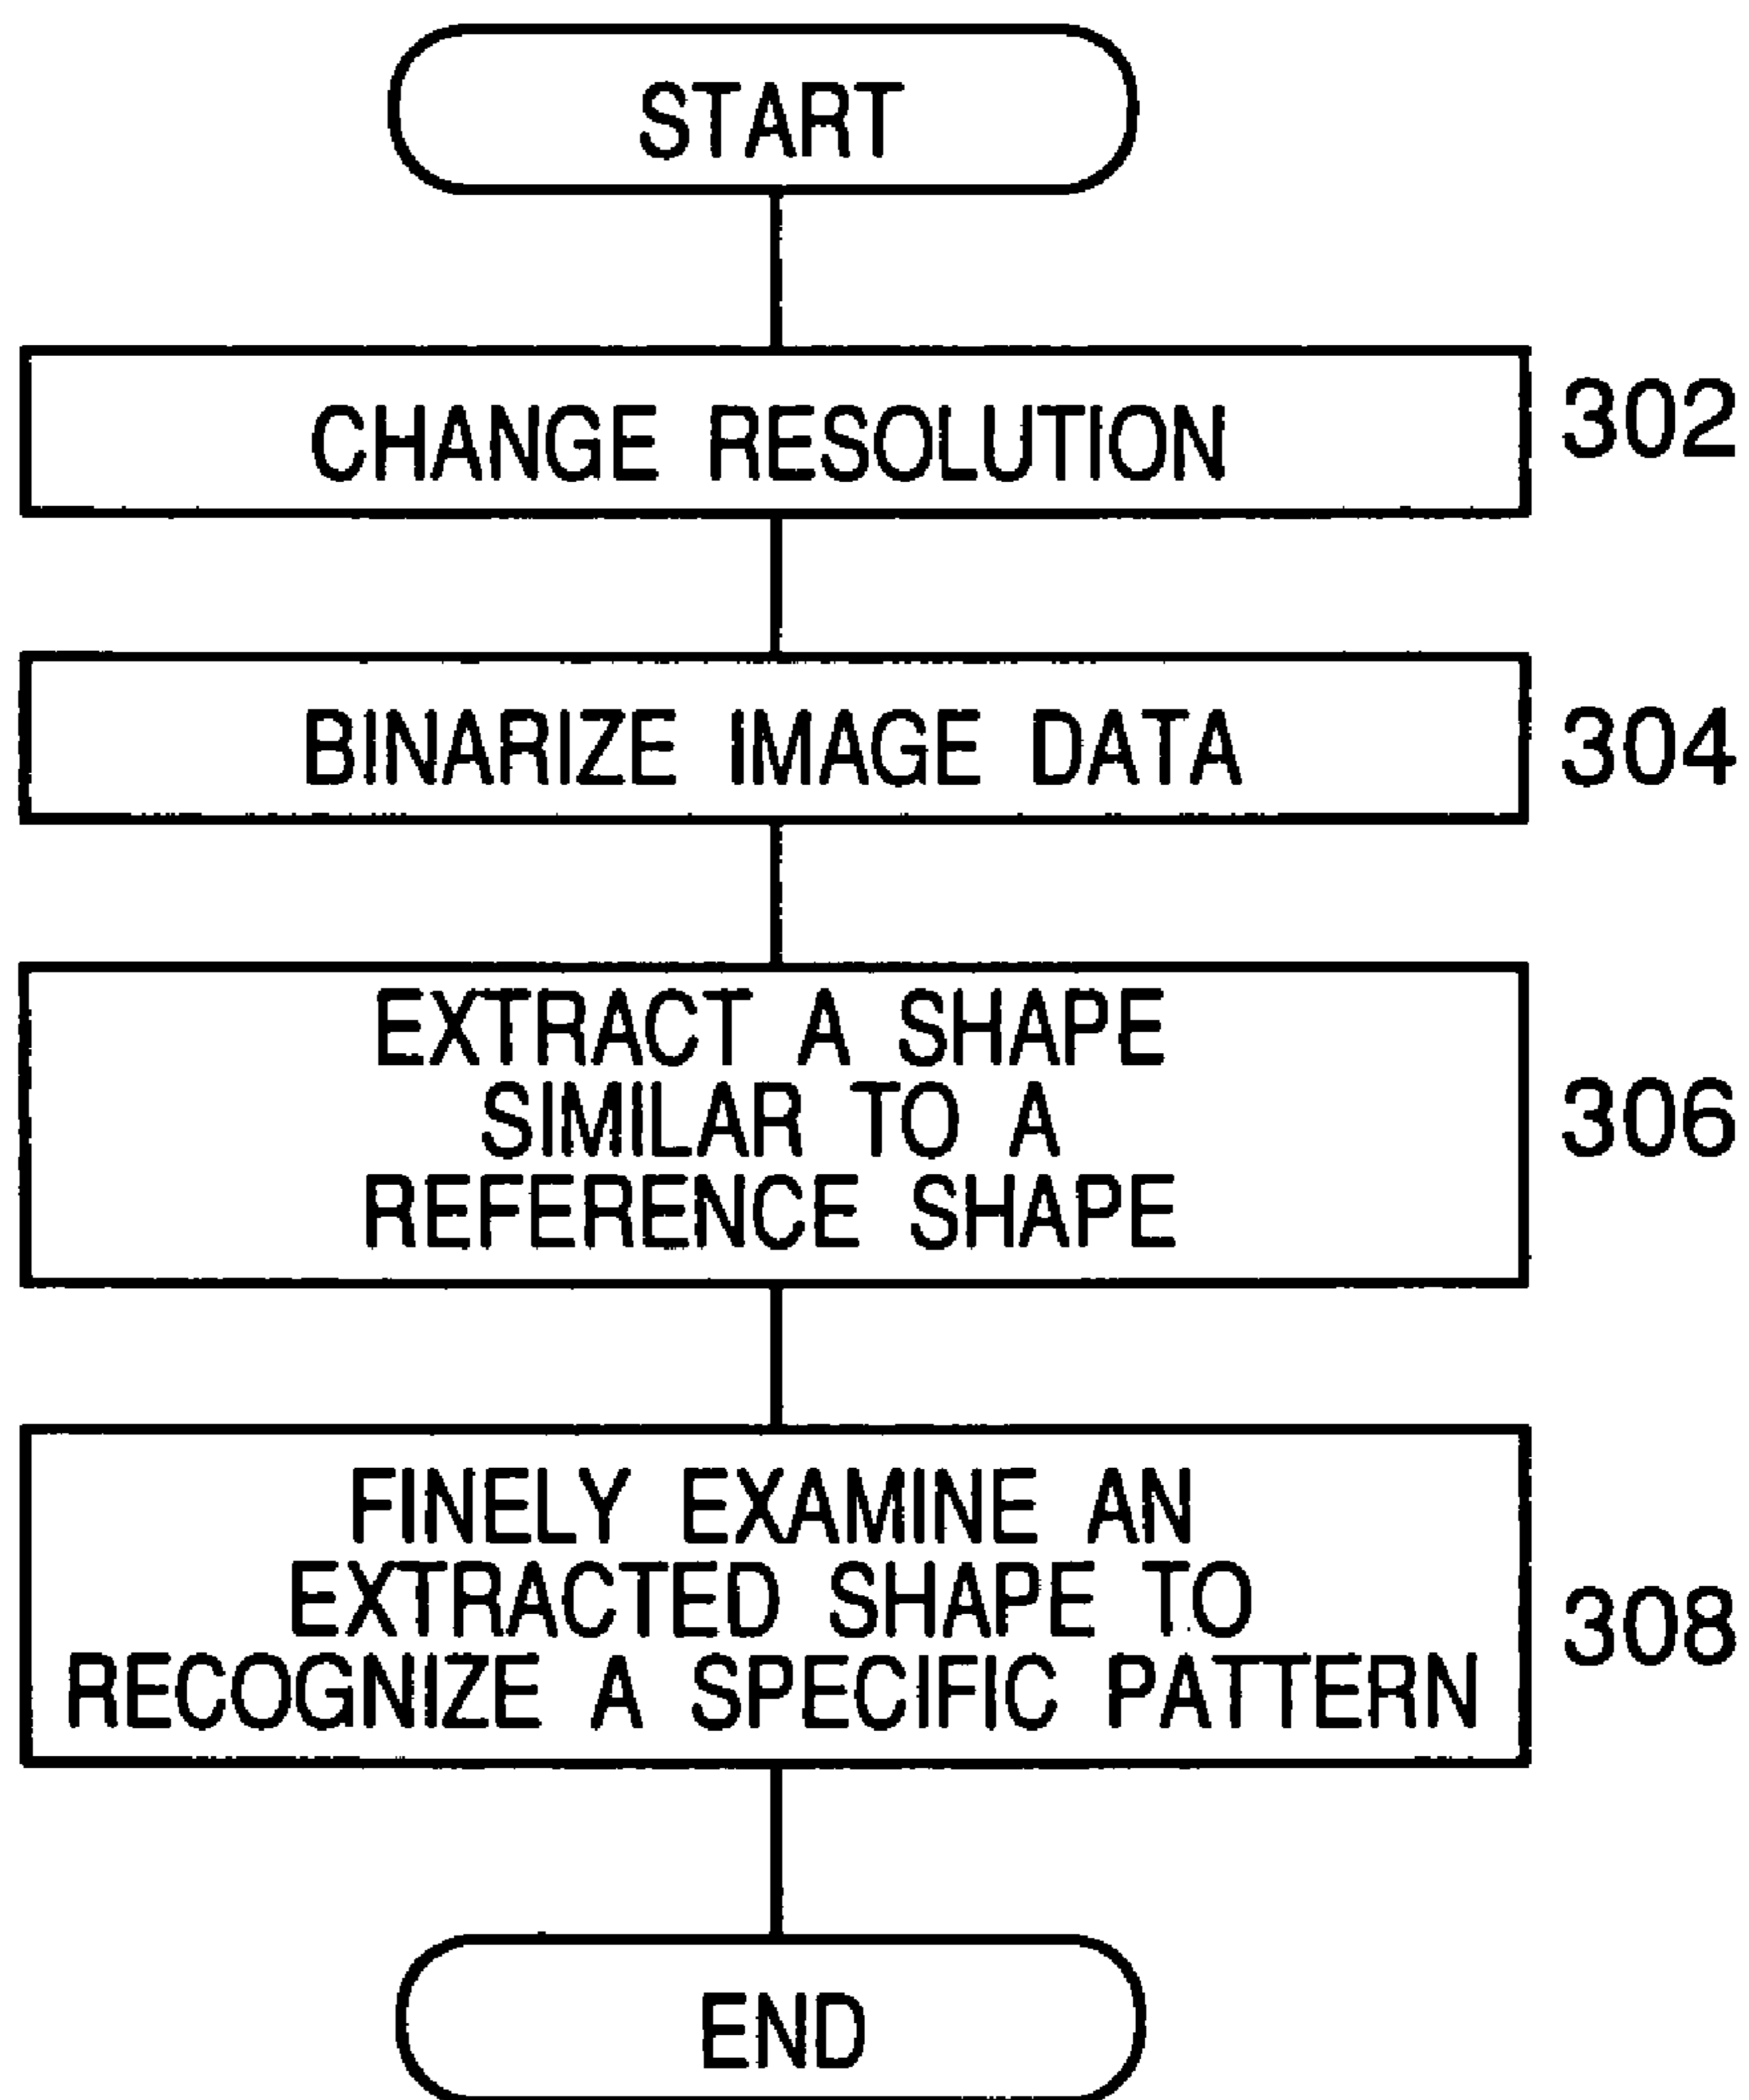 START
CHANGE RESOLUTION
302
BINARIZE IMAGE DATA
304
EXTRACT A SHAPE
SIMILAR TO A
REFERENCE SHAPE
306
FINELY EXAMINE AN
EXTRACTED SHAPE TO
RECOGNIZE A SPECIFIC PATTERN
308
END